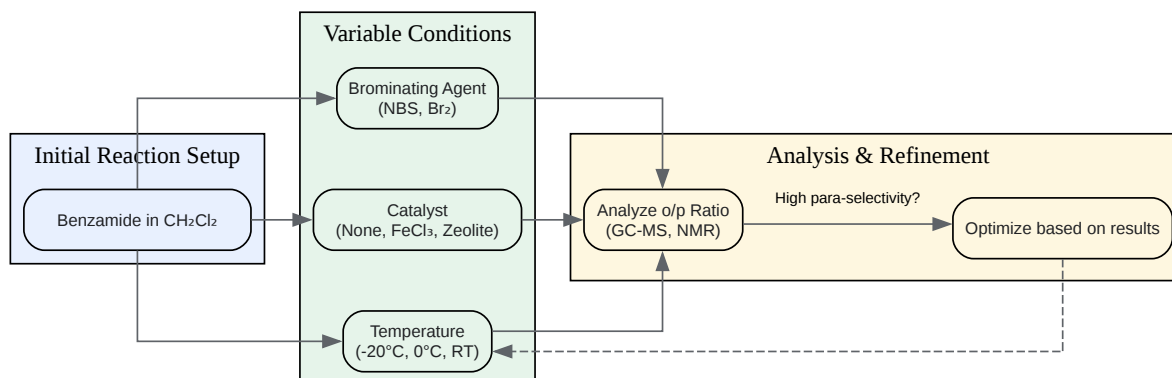 Initial Reaction Setup
Benzamide in CH₂Cl₂
Variable Conditions
Brominating Agent
(NBS, Br₂)
Catalyst
(None, FeCl₃, Zeolite)
Temperature
(-20°C, 0°C, RT)
Analysis & Refinement
Analyze o/p Ratio
(GC-MS, NMR)
High para-selectivity?
Optimize based on results